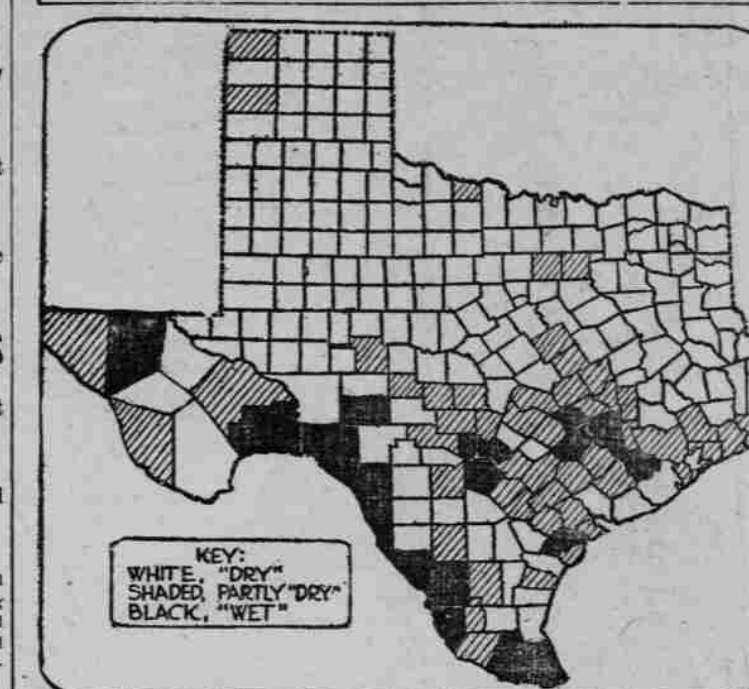 KEY:
WHITE, "DRY"
SHADED, PARTLY "DRY"
BLACK, "WET"